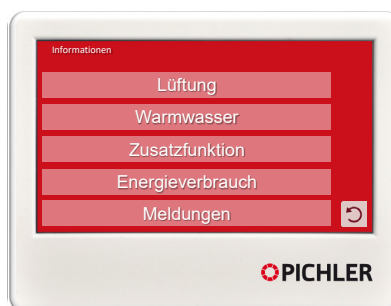 Informationen
Lüftung
Warmwasser
Zusatzfunktion
Energieverbrauch
Meldungen
PICHLER